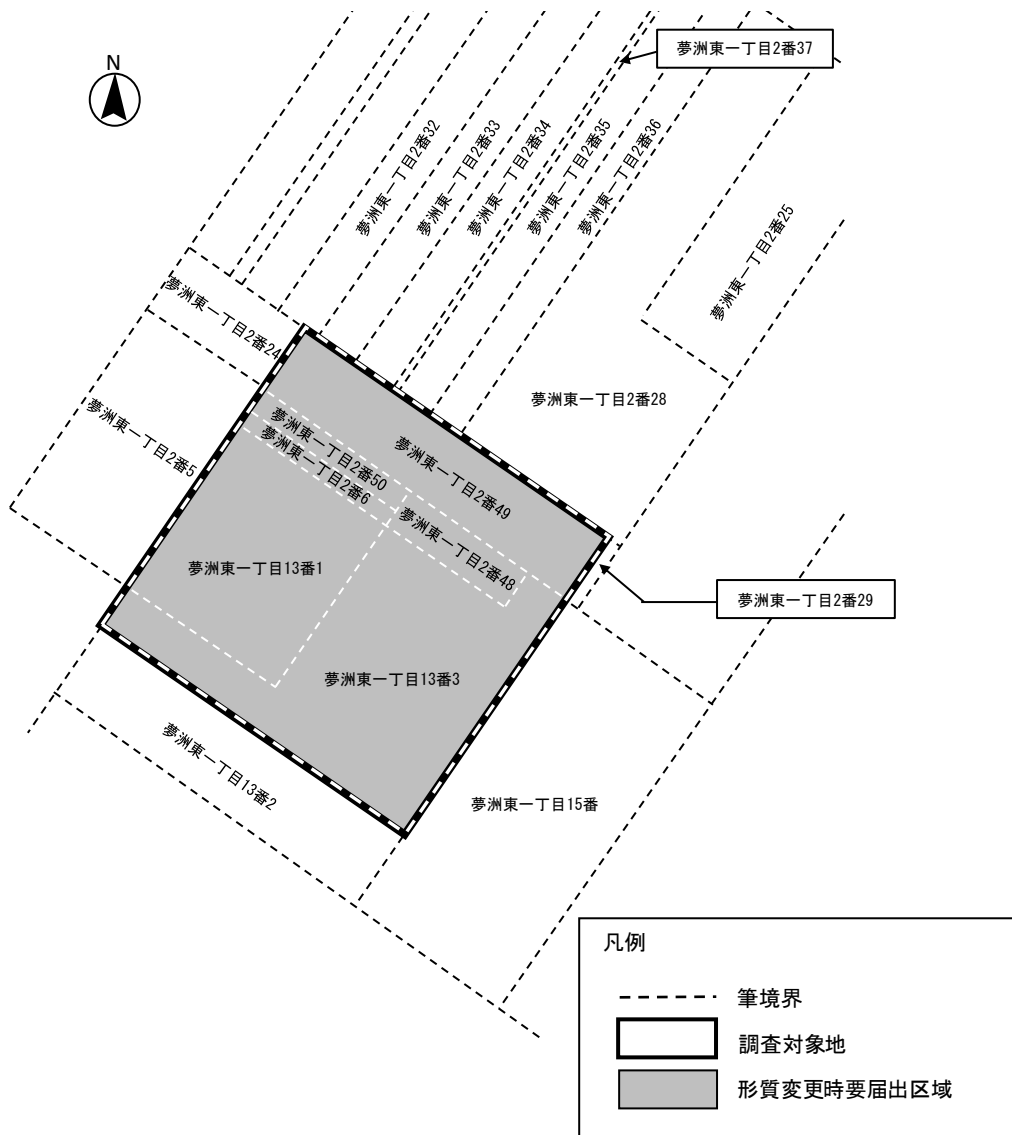 N
夢洲東一丁目2番37
夢洲東一丁目2番32
夢洲東一丁目2番33
夢洲東一丁目2番34
夢洲東一丁目2番35
夢洲東一丁目2番36
夢洲東一丁目2番25
夢洲東一丁目2番24
夢洲東一丁目2番28
夢洲東一丁目2番5
夢洲東一丁目2番50
夢洲東一丁目2番6
夢洲東一丁目2番49
夢洲東一丁目2番48
夢洲東一丁目13番1
夢洲東一丁目2番29
夢洲東一丁目13番3
夢洲東一丁目13番2
夢洲東一丁目15番
凡例
筆境界
調査対象地
形質変更時要届出区域